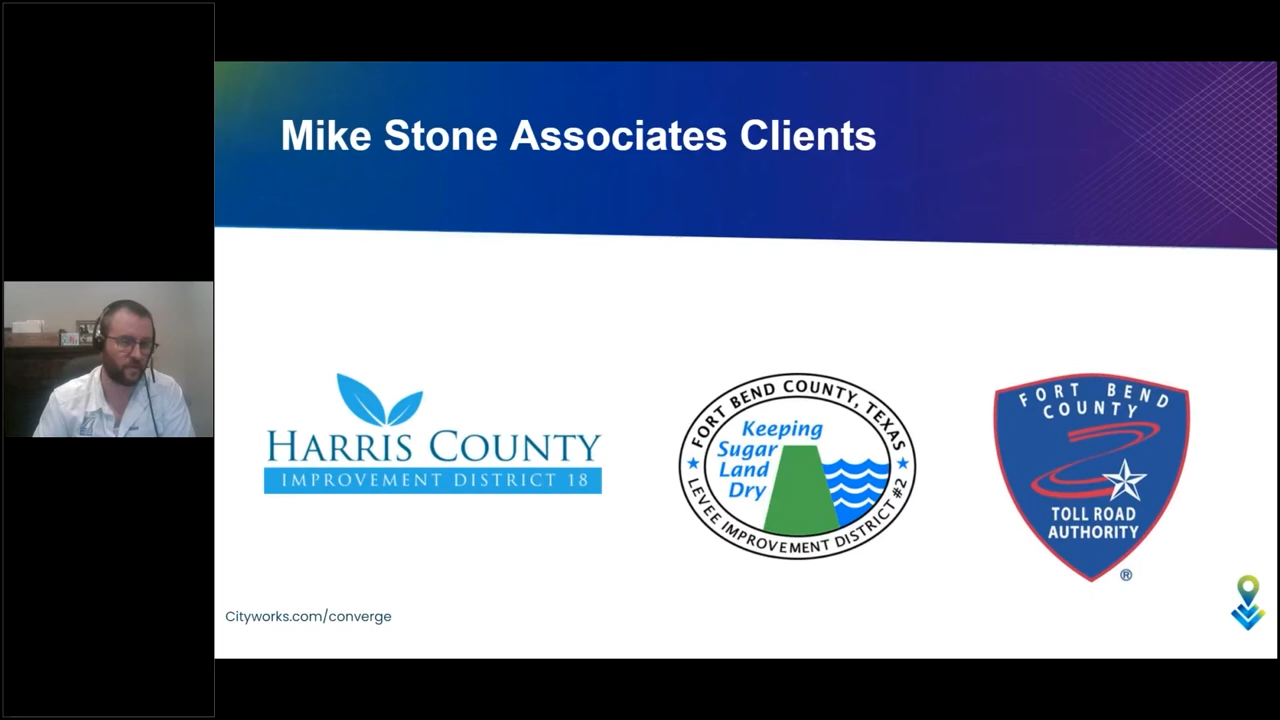 Mike Stone Associates Clients
HARRIS COUNTY
IMPROVEMENT DISTRICT 18
FORT BEND COUNTY, TEXAS
Keeping
Sugar
Land
Dry
LEVEE IMPROVEMENT DISTRICT #2
FORT BEND
COUNTY
TOLL ROAD
AUTHORITY
®
Cityworks.com/converge